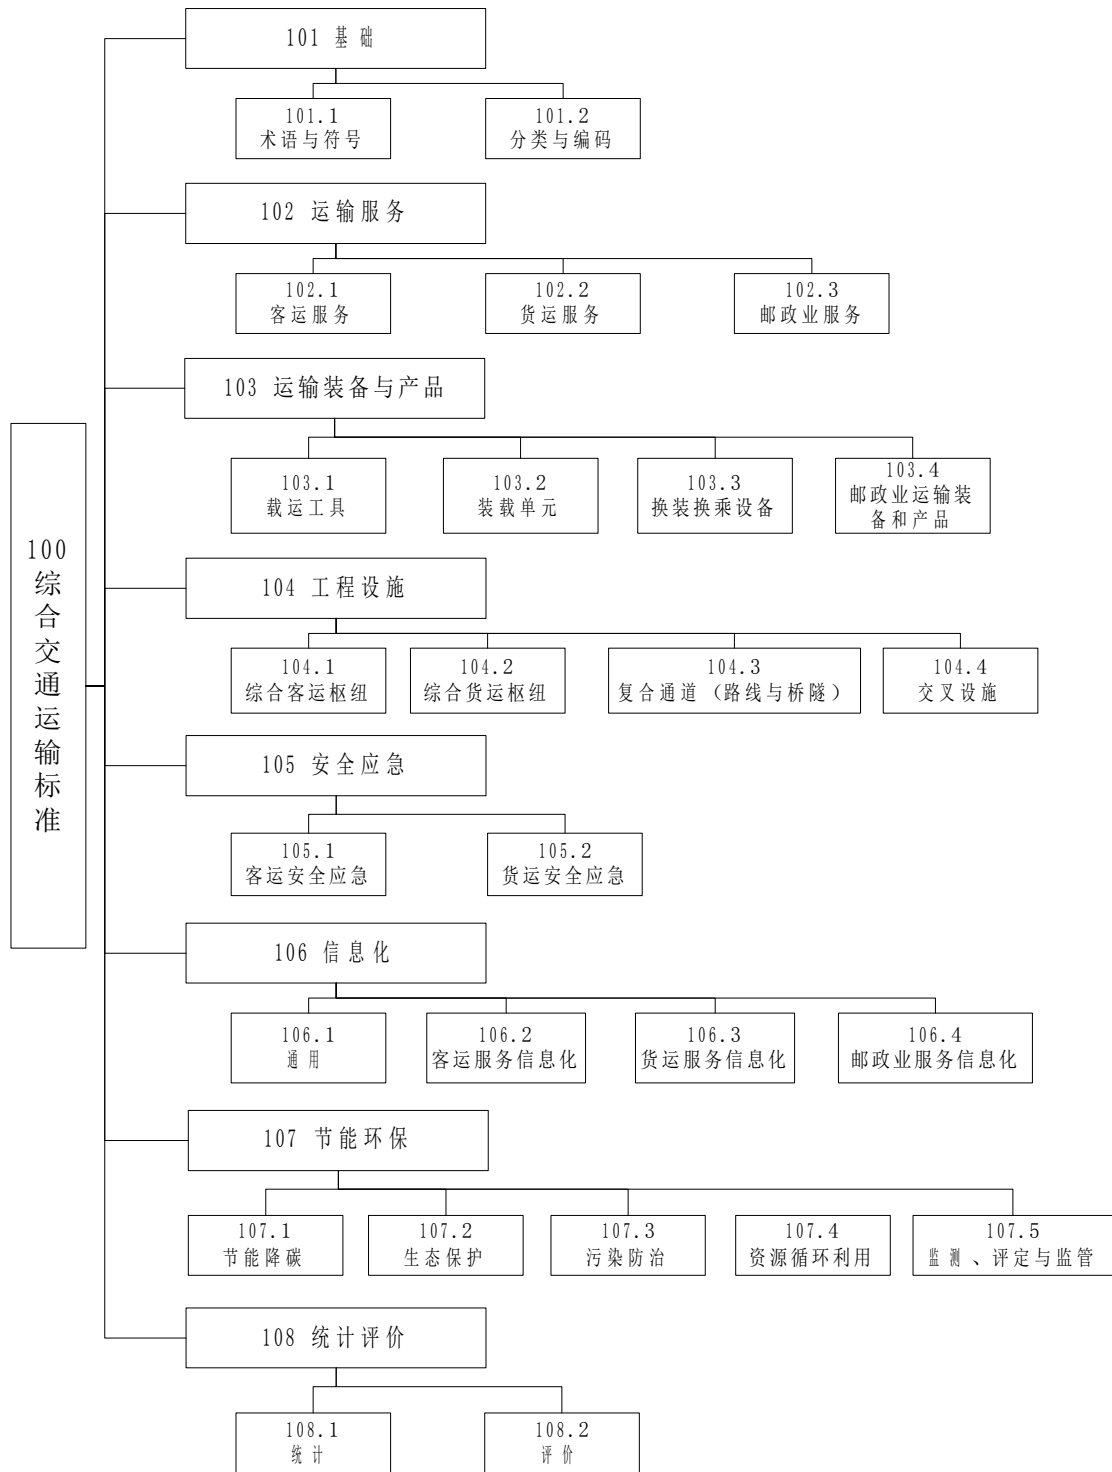 101 基础
101.1
术语与符号
101.2
分类与编码
102 运输服务
102.1
客运服务
102.2
货运服务
102.3
邮政业服务
103 运输装备与产品
103.1
载运工具
103.2
装载单元
103.3
换装换乘设备
103.4
邮政业运输装
备和产品
100
综合交通运输标准
104 工程设施
104.1
综合客运枢纽
104.2
综合货运枢纽
104.3
复合通道（路线与桥隧）
104.4
交叉设施
105 安全应急
105.1
客运安全应急
105.2
货运安全应急
106 信息化
106.1
通用
106.2
客运服务信息化
106.3
货运服务信息化
106.4
邮政业服务信息化
107 节能环保
107.1
节能降碳
107.2
生态保护
107.3
污染防治
107.4
资源循环利用
107.5
监测、评定与监管
108 统计评价
108.1
统计
108.2
评价